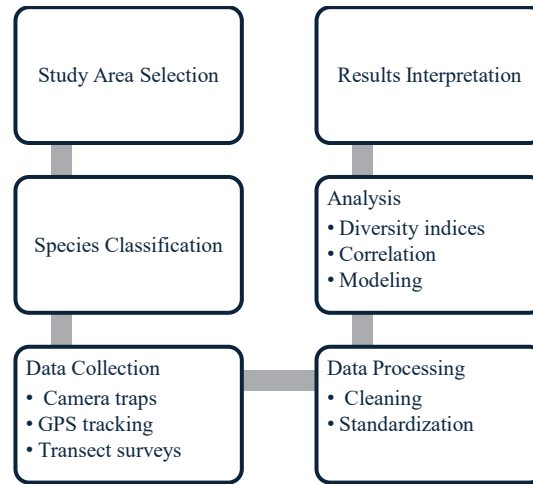 Study Area Selection
Species Classification
Data Collection
• Camera traps
• GPS tracking
• Transect surveys
Data Processing
• Cleaning
• Standardization
Analysis
• Diversity indices
• Correlation
• Modeling
Results Interpretation